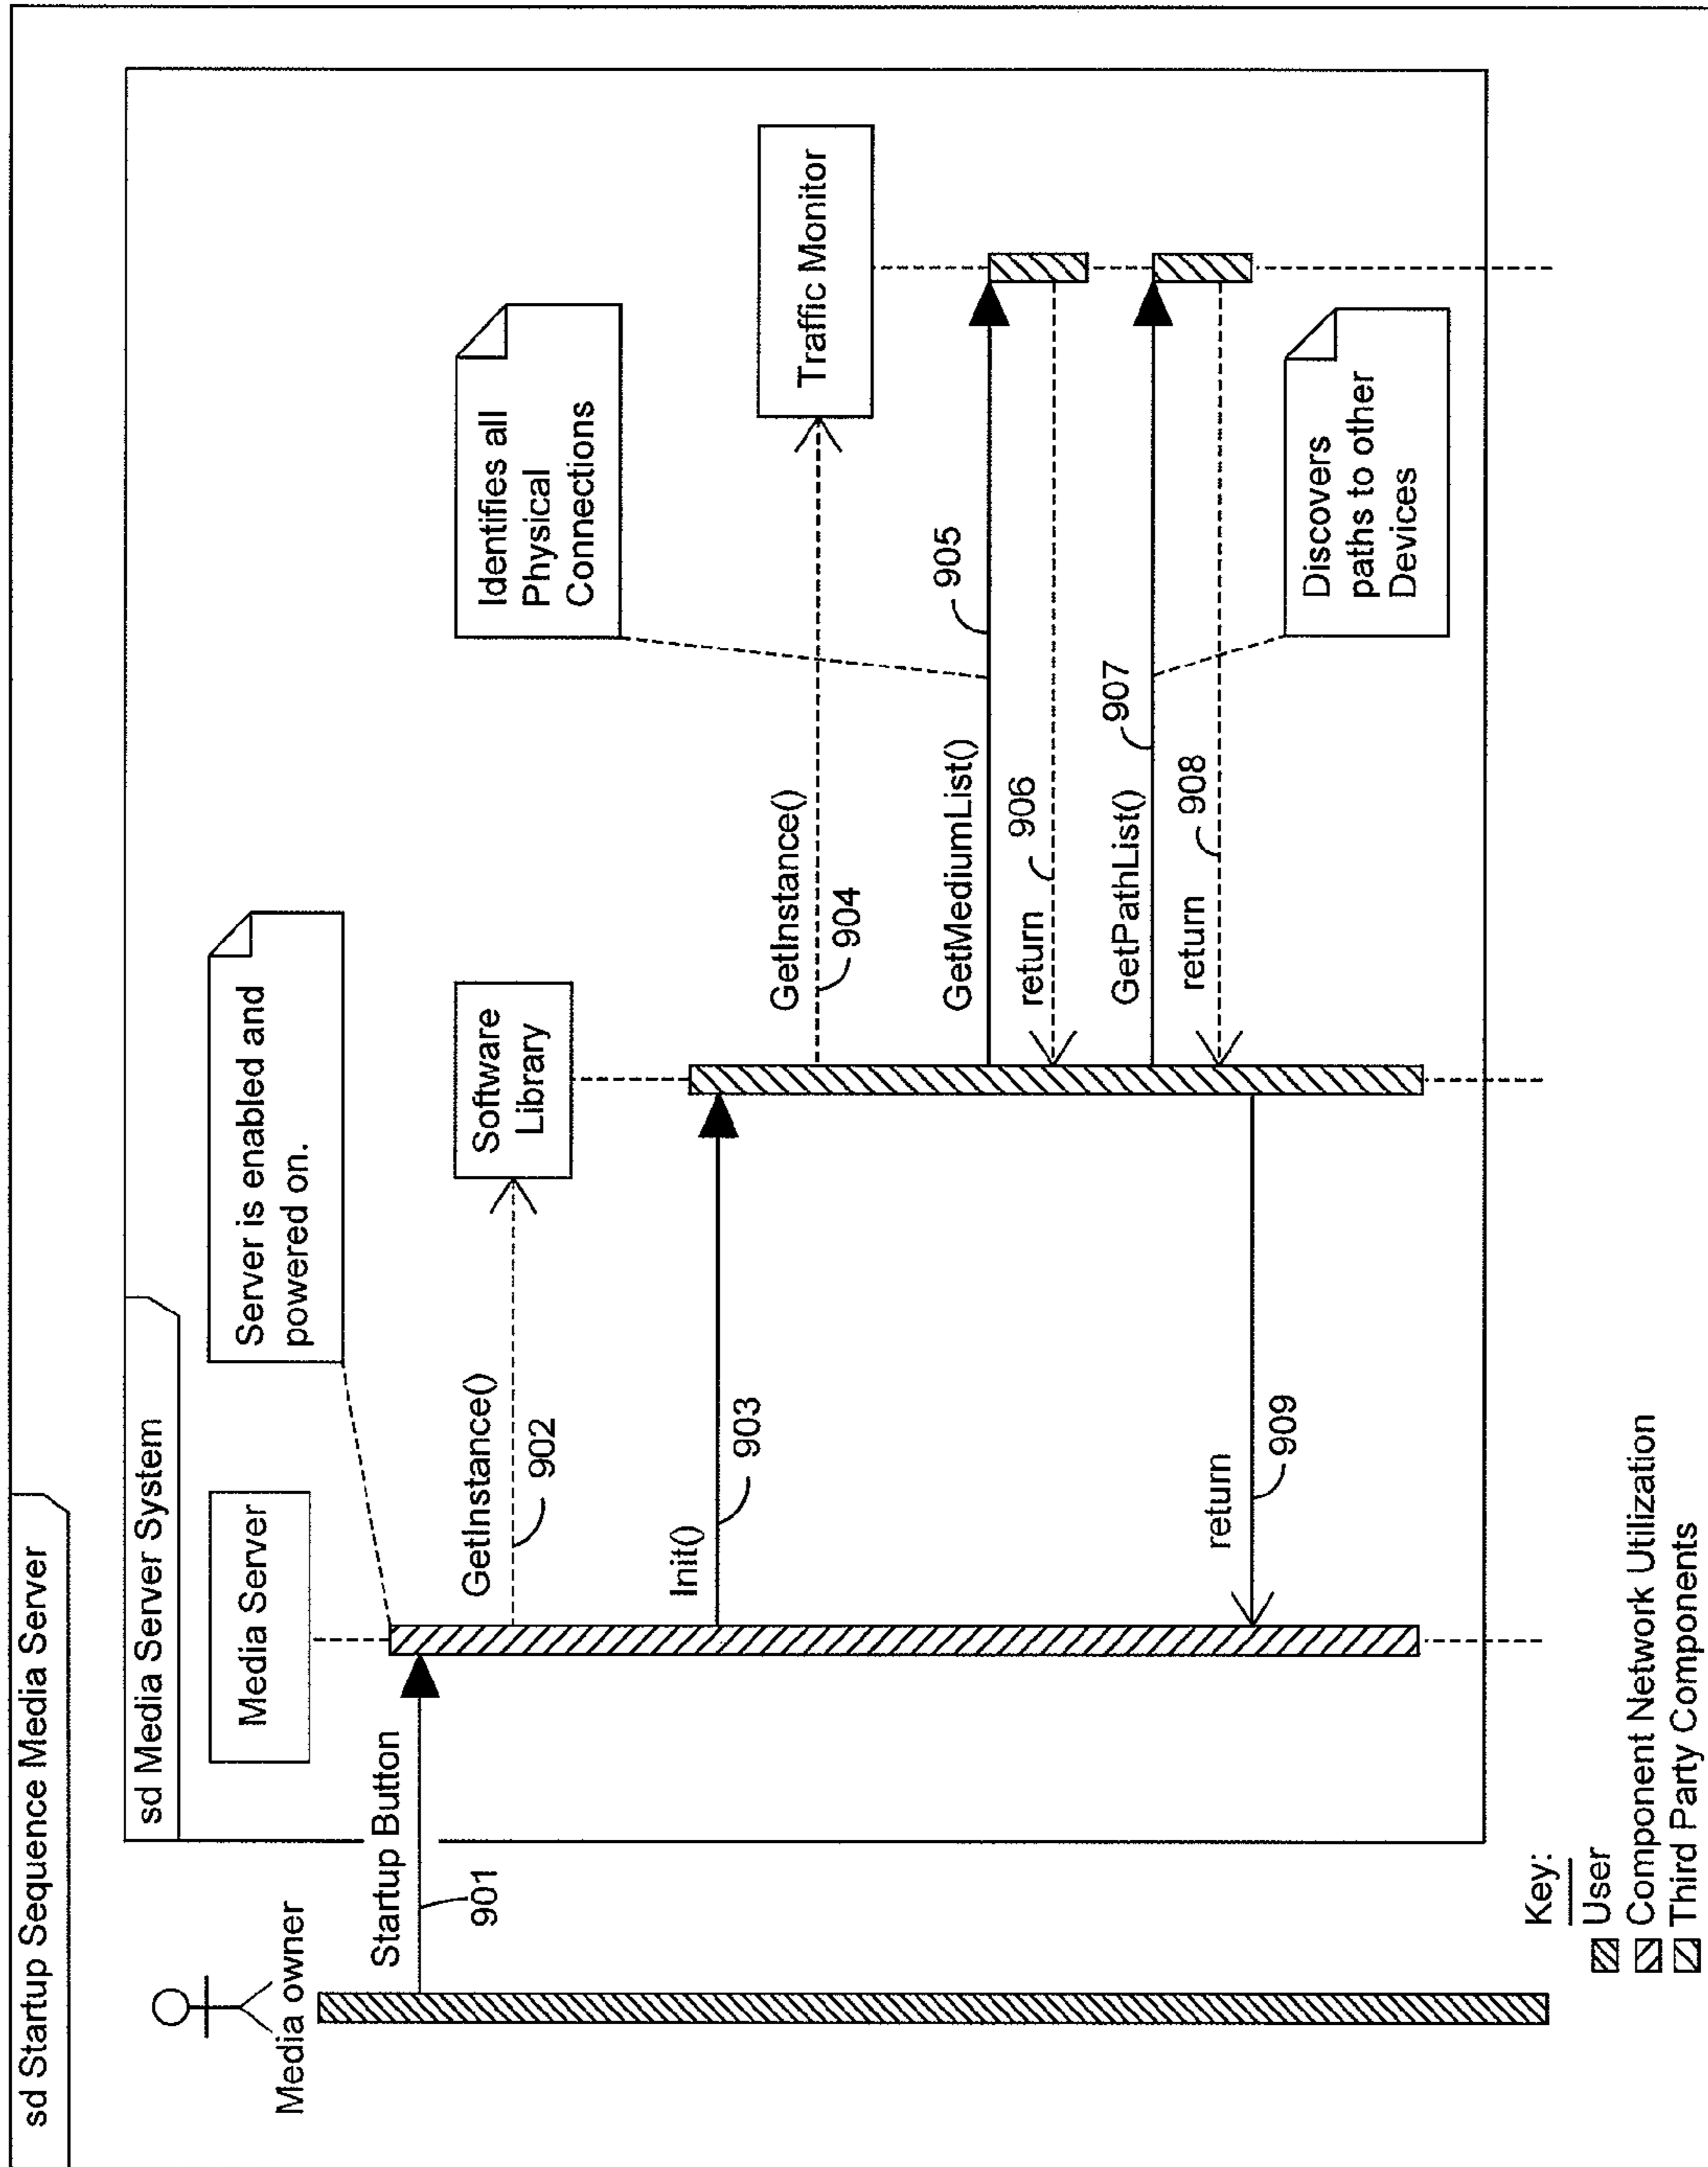 sd Startup Sequence Media Server
sd Media Server System
Media owner
Media Server
Server is enabled and
powered on.
Startup Button
901
GetInstance()
902
Software
Library
Init()
903
GetInstance()
904
Traffic Monitor
Identifies all
Physical
Connections
GetMediumList()
905
return
906
GetPathList()
907
return
908
Discovers
paths to other
Devices
return
909
Key:
User
Component Network Utilization
Third Party Components